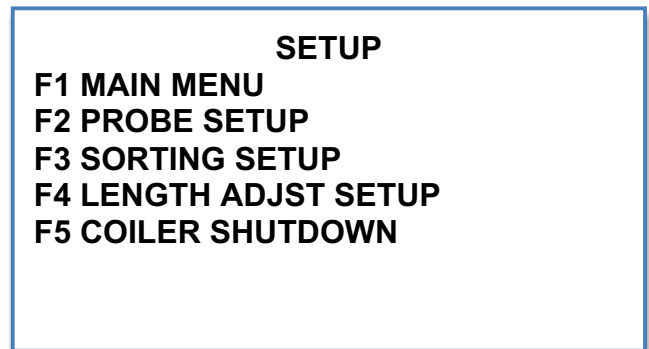 SETUP
F1 MAIN MENU
F2 PROBE SETUP
F3 SORTING SETUP
F4 LENGTH ADJST SETUP
F5 COILER SHUTDOWN